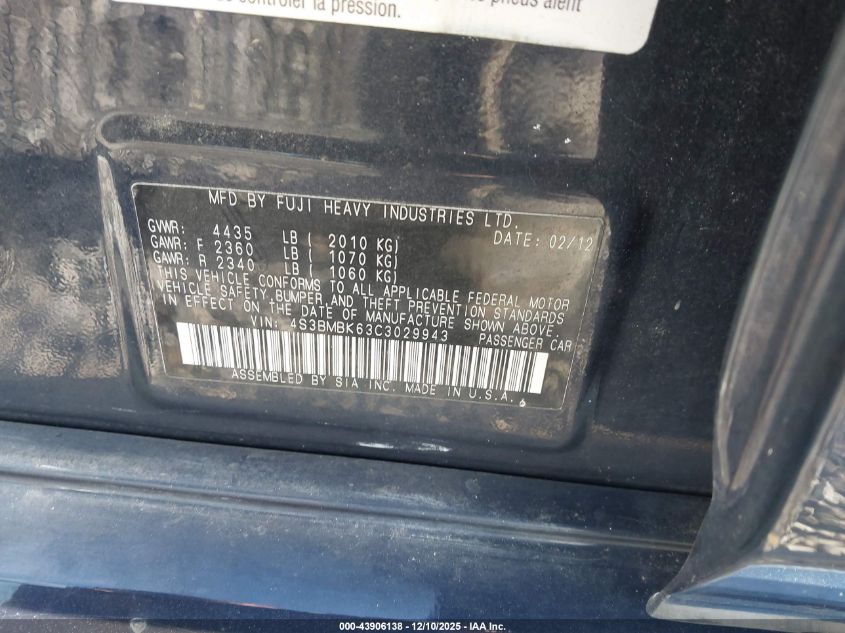 de contrôler la pression.
pneus aient
MFD BY FUJI HEAVY INDUSTRIES LTD.
GVWR: 4435 LB ( 2010 KG) DATE: 02/12
GAWR: F 2360 LB ( 1070 KG)
GAWR: R 2340 LB ( 1060 KG)
THIS VEHICLE CONFORMS TO ALL APPLICABLE FEDERAL MOTOR
VEHICLE SAFETY, BUMPER, AND THEFT PREVENTION STANDARDS
IN EFFECT ON THE DATE OF MANUFACTURE SHOWN ABOVE.
VIN: 4S3BMBK63C3029943 PASSENGER CAR
ASSEMBLED BY SIA INC. MADE IN U.S.A.
000-43906138 - 12/10/2025 - IAA Inc.